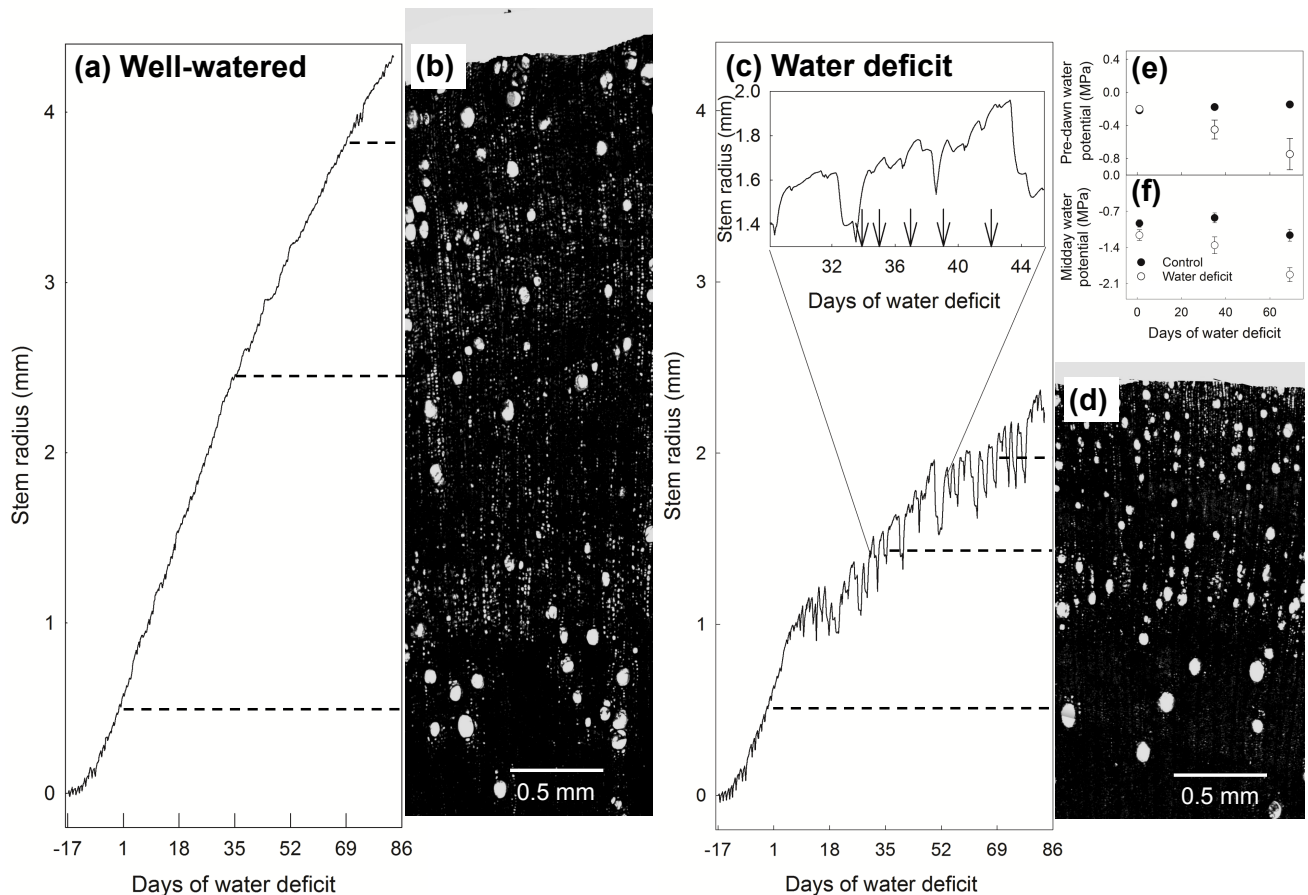 (a) Well-watered
Stem radius (mm)
4
3
2
1
0
-17 1 18 35 52 69 86
Days of water deficit
(b)
0.5 mm
(c) Water deficit
Stem radius (mm)
2.0
1.8
1.6
1.4
32 36 40 44
Days of water deficit
Stem radius (mm)
4
3
2
1
0
-17 1 18 35 52 69 86
Days of water deficit
(e)
Pre-dawn water
potential (MPa)
0.4
0.0
-0.4
-0.8
0.0
(f)
Midday water
potential (MPa)
-0.7
-1.4
-2.1
Control
Water deficit
0 20 40 60
Days of water deficit
(d)
0.5 mm